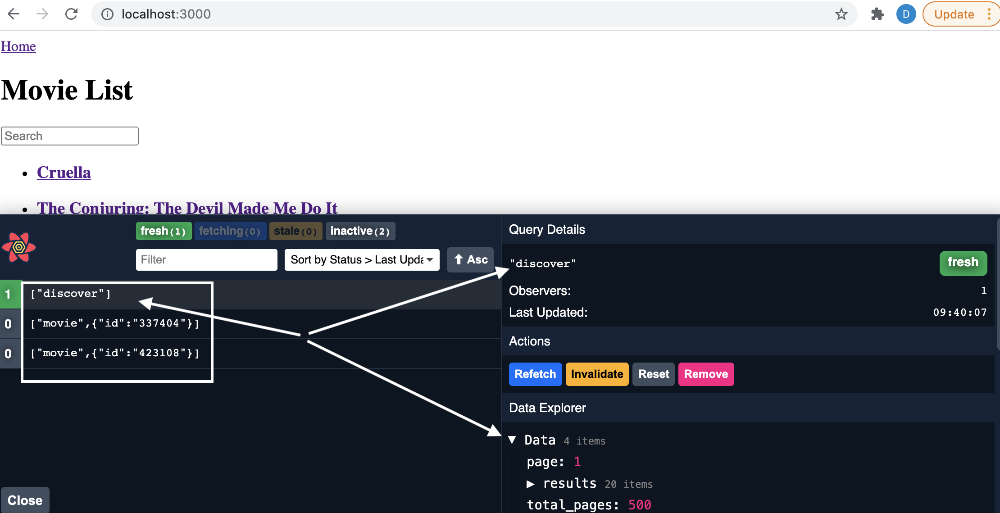 localhost:3000
D
Update
Home
Movie List
Search
Cruella
The Conjuring: The Devil Made Me Do It
fresh(1) fetching(0) stale(0) inactive(2)
Filter
Sort by Status > Last Upda
Asc
1 ["discover"]
0 ["movie",{"id":"337404"}]
0 ["movie",{"id":"423108"}]
Close
Query Details
"discover"
fresh
Observers: 1
Last Updated: 09:40:07
Actions
Refetch Invalidate Reset Remove
Data Explorer
▼ Data 4 items
page: 1
▶ results 20 items
total_pages: 500